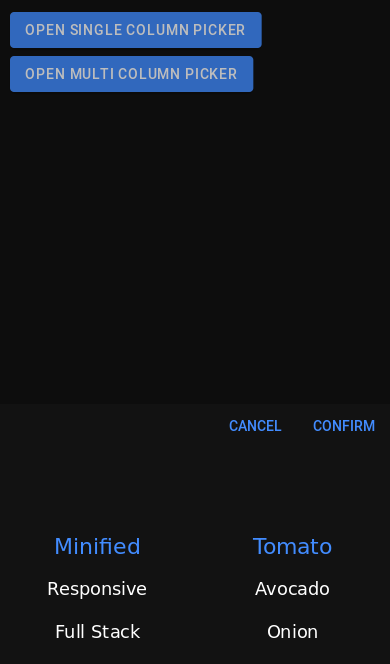 OPEN SINGLE COLUMN PICKER
OPEN MULTI COLUMN PICKER
CANCEL CONFIRM
Minified Tomato
Responsive Avocado
Full Stack Onion